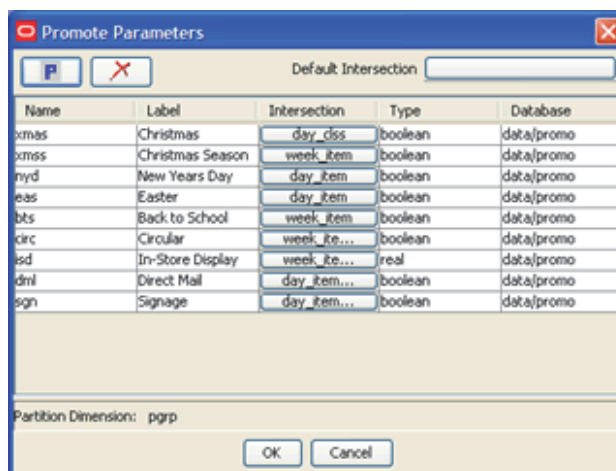 Promote Parameters
P Default Intersection
Name Label Intersection Type Database
xmas Christmas day_clss boolean data/promo
xmss Christmas Season week_item boolean data/promo
nyd New Years Day day_item boolean data/promo
eas Easter day_item boolean data/promo
bts Back to School week_item boolean data/promo
circ Circular week_ite... boolean data/promo
isd In-Store Display week_ite... real data/promo
dml Direct Mail day_item... boolean data/promo
sgn Signage day_item... boolean data/promo
Partition Dimension: pgrp
OK Cancel